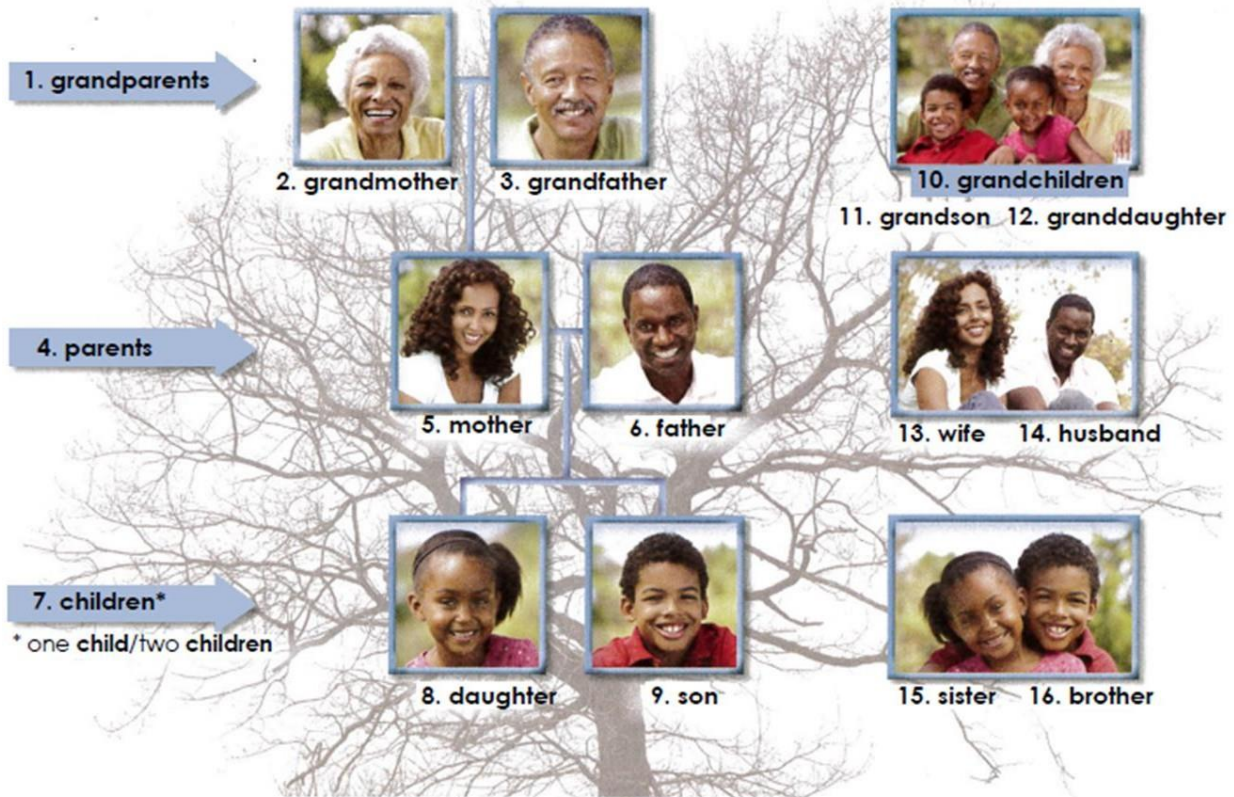 1. grandparents
2. grandmother
3. grandfather
10. grandchildren
11. grandson 12. granddaughter
4. parents
5. mother
6. father
13. wife 14. husband
7. children*
* one child/two children
8. daughter
9. son
15. sister 16. brother